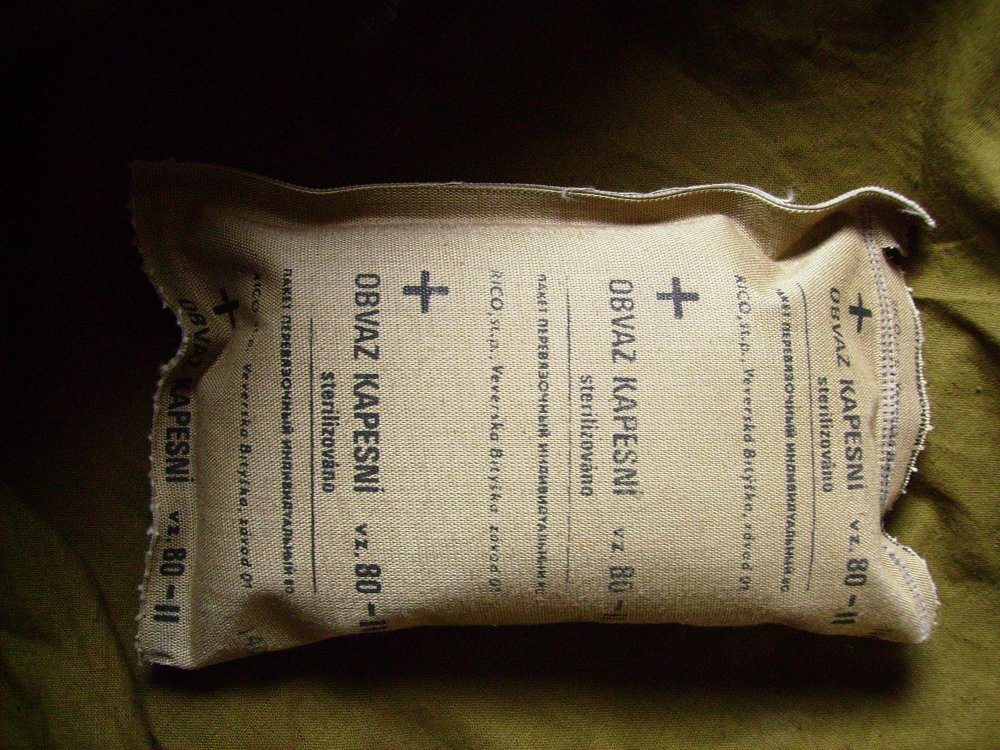 OBVAZ KAPESNÍ vz. 80-II
sterilizováno
ПЕРЕВЯЗОЧНЫЙ ИНДИВИДУАЛЬНЫЙ
RICO, st.p., Veverská Bítýška, závod 01
OBVAZ KAPESNÍ vz. 80-II
sterilizováno
ПАКЕТ ПЕРЕВЯЗОЧНЫЙ ИНДИВИДУАЛЬНЫЙ
RICO, st.p., Veverská Bítýška, závod 01
OBVAZ KAPESNÍ vz. 80-II
sterilizováno
ПАКЕТ ПЕРЕВЯЗОЧНЫЙ ИНДИВИДУАЛЬНЫЙ
RICO Veverská Bítýška, závod 01
OBVAZ KAPESNÍ vz. 80-II